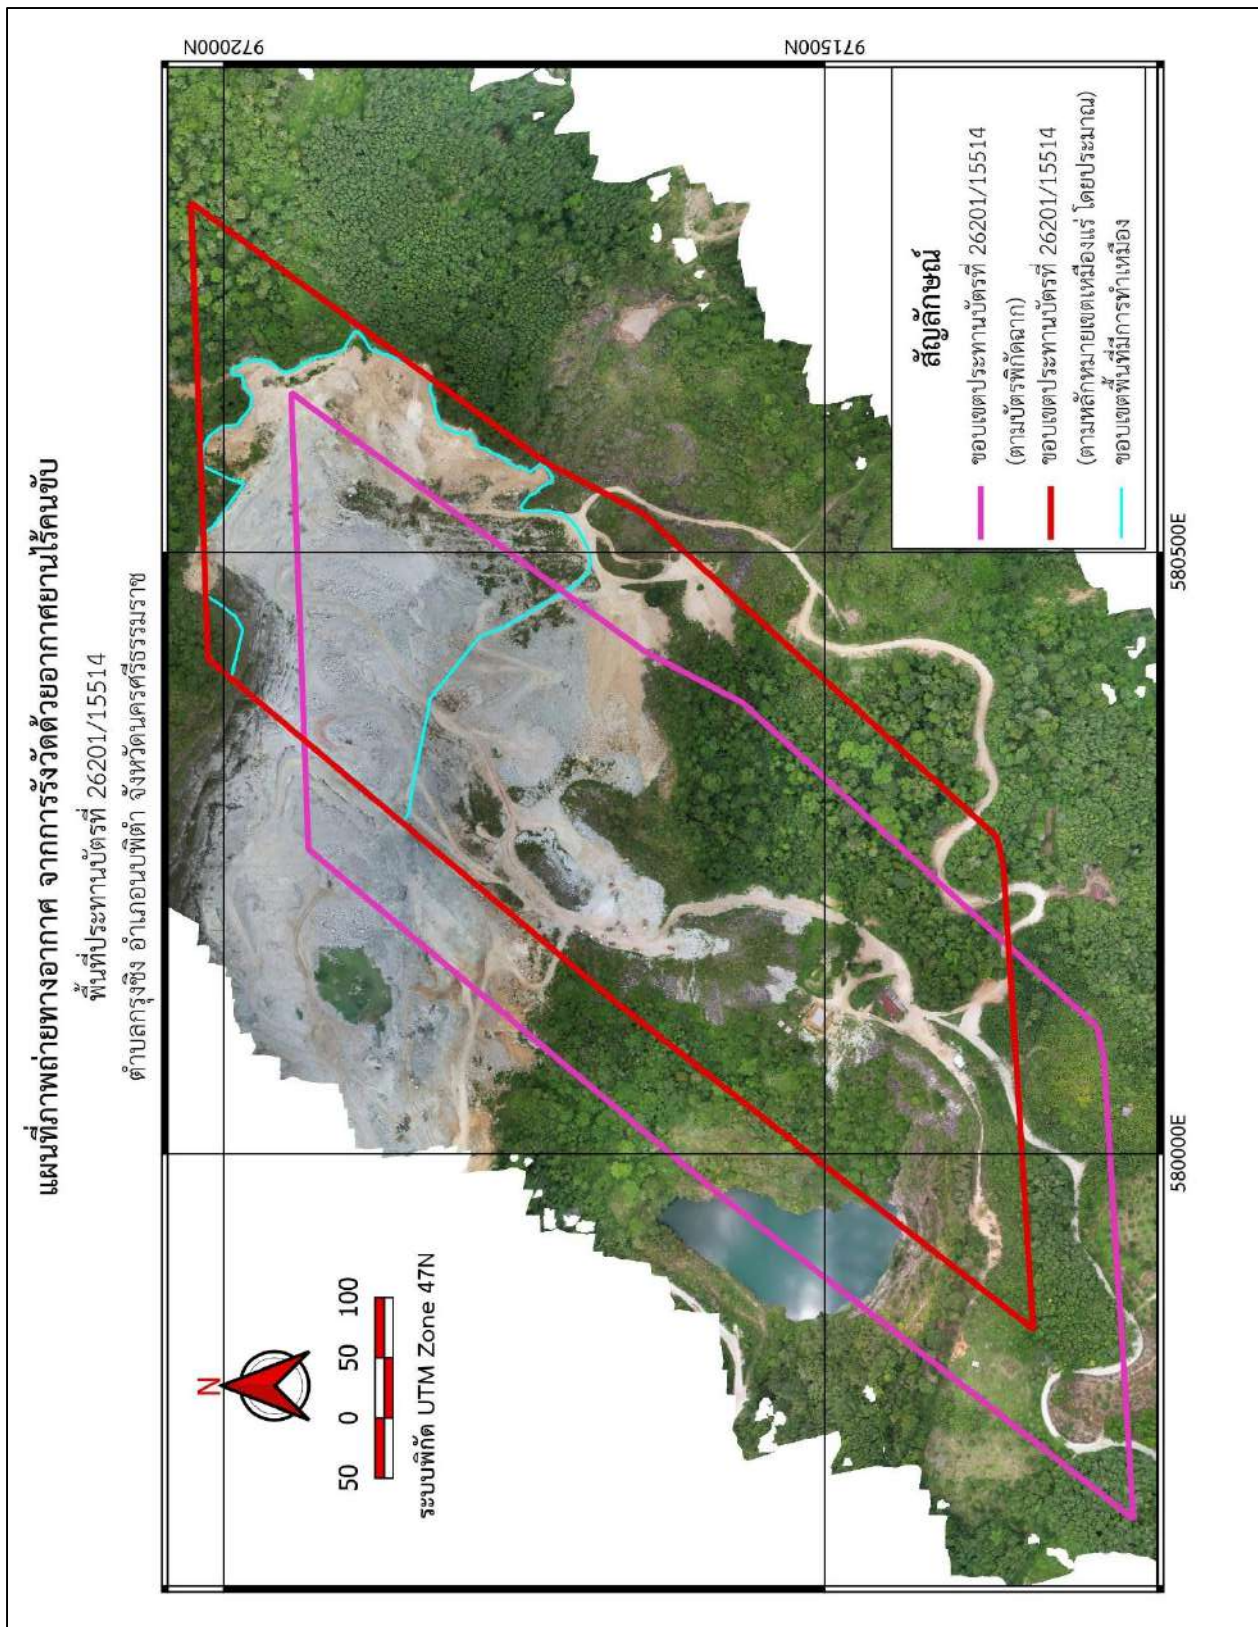 แผนที่ภาพถ่ายทางอากาศ จากการรังวัดด้วยอากาศยานไร้คนขับ
พื้นที่ประทานบัตรที่ 26201/15514
ตำบลกรุงชิง อำเภอนบพิตำ จังหวัดนครศรีธรรมราช
N
50 0 50 100
ระบบพิกัด UTM Zone 47N
972000N
971500N
580000E
580500E
สัญลักษณ์
ขอบเขตประทานบัตรที่ 26201/15514
(ตามบัตรพิกัดฉาก)
ขอบเขตประทานบัตรที่ 26201/15514
(ตามหลักหมายเขตเหมืองแร่ โดยประมาณ)
ขอบเขตพื้นที่มีการทำเหมือง